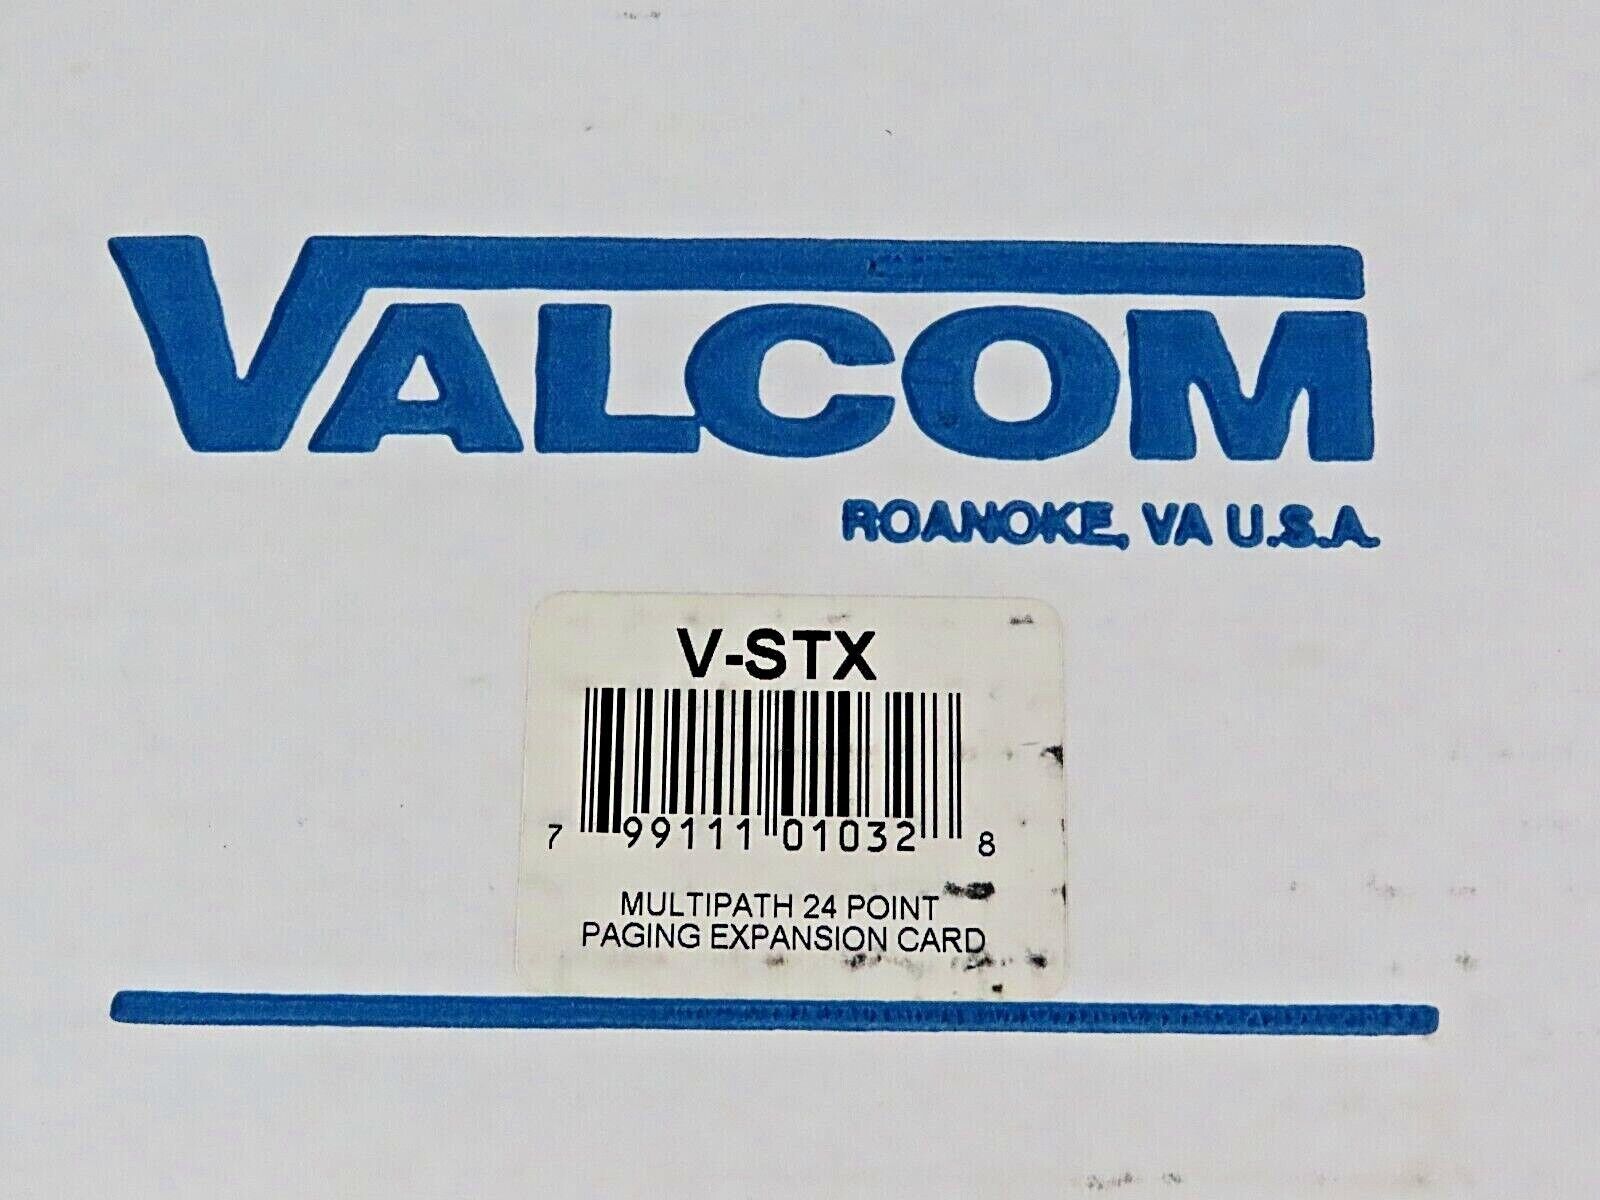 VALCOM
ROANOKE, VA U.S.A.
V-STX
7 99111 01032 8
MULTIPATH 24 POINT
PAGING EXPANSION CARD